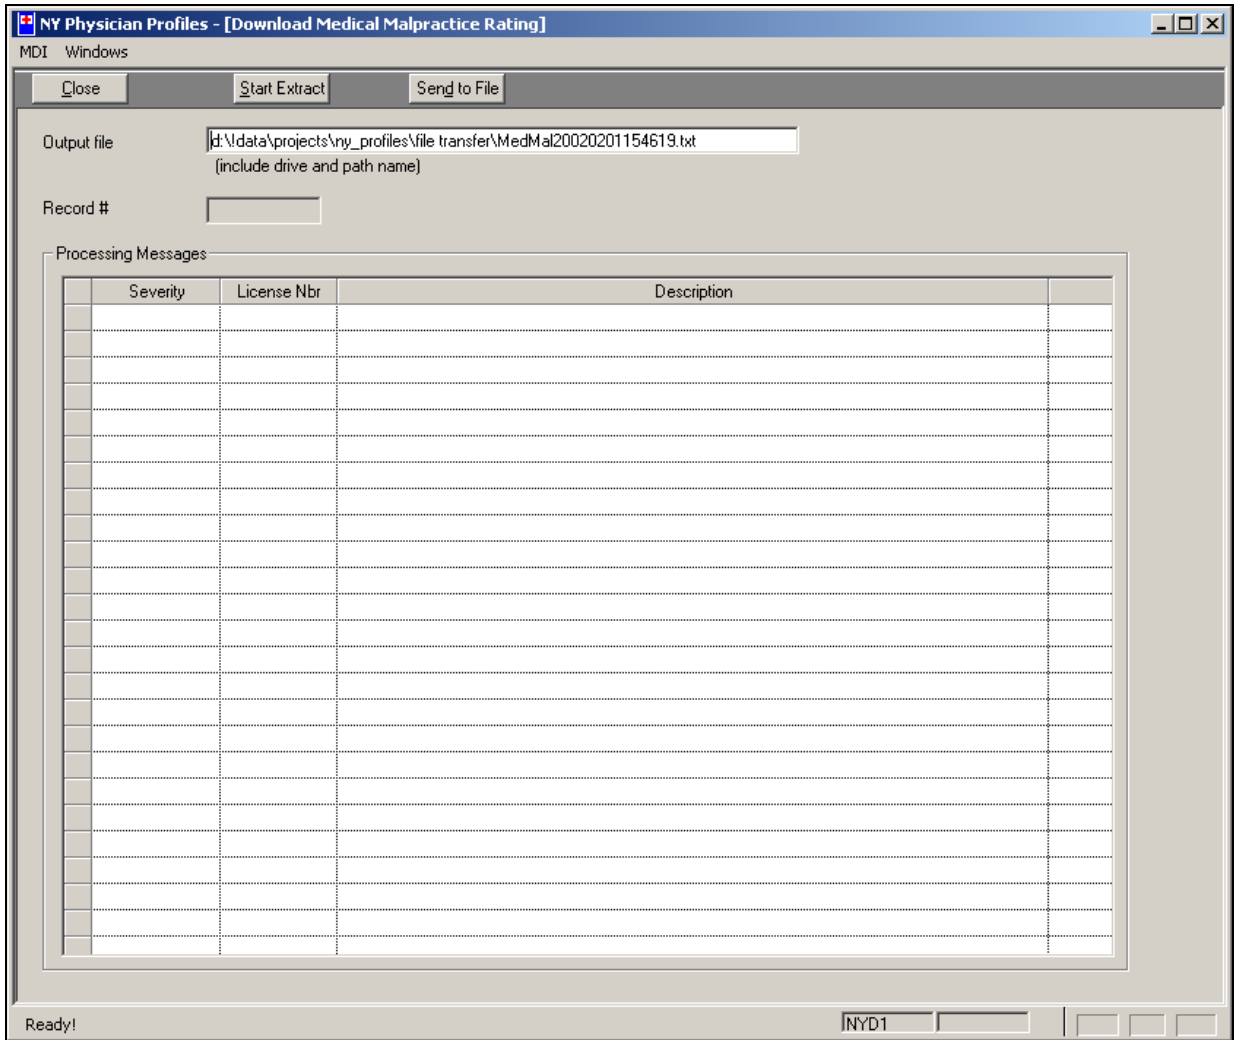 NY Physician Profiles - [Download Medical Malpractice Rating]
MDI Windows
Close Start Extract Send to File
Output file d:\!data\projects\ny_profiles\file transfer\MedMal20020201154619.txt
(include drive and path name)
Record #
Processing Messages
Severity License Nbr Description
Ready! NYD1